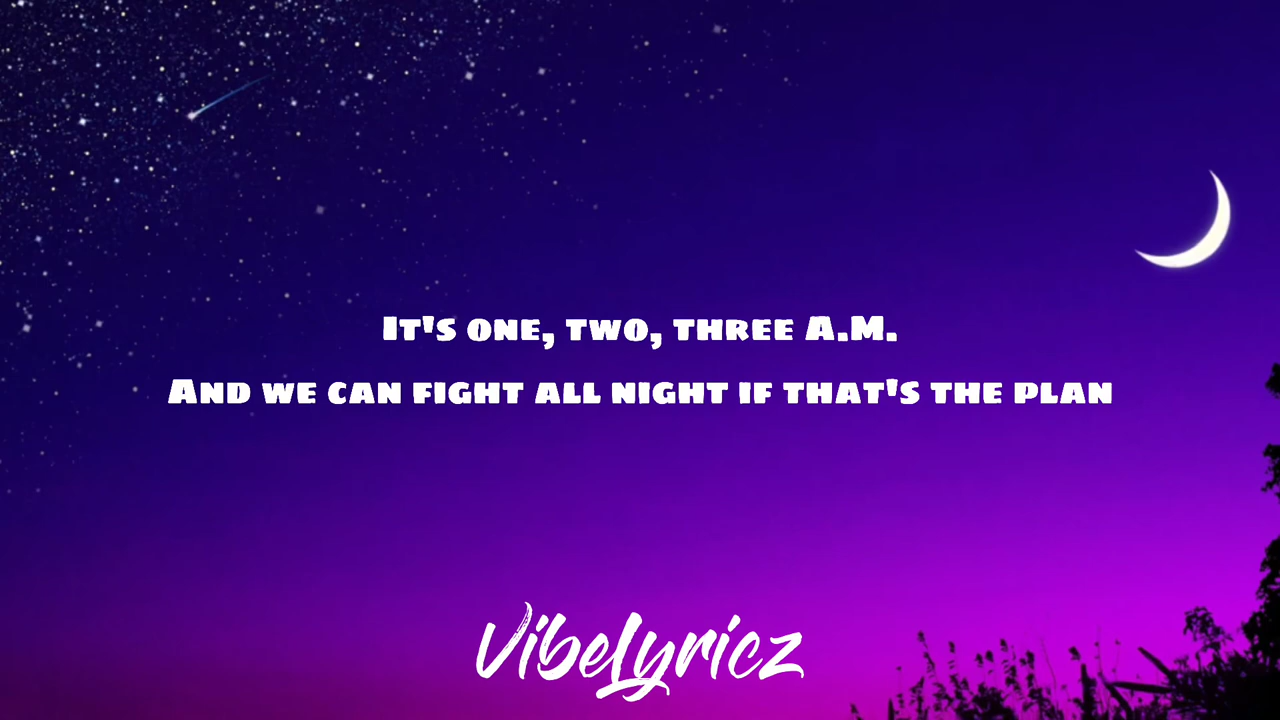 It's one, two, three A.M.
And we can fight all night if that's the plan
VibeLyricz